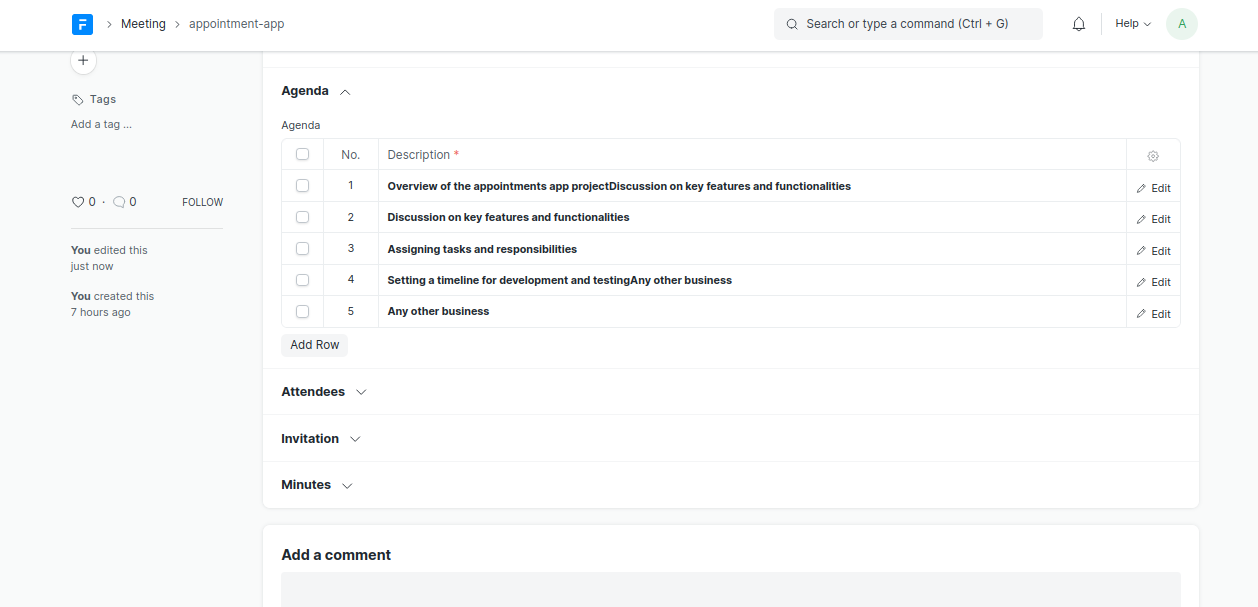 Meeting
appointment-app
Search or type a command (Ctrl + G)
Help
A
Tags
Add a tag ...
0 · 0 FOLLOW
You edited this
just now
You created this
7 hours ago
Agenda
Agenda
No. Description *
1 Overview of the appointments app projectDiscussion on key features and functionalities Edit
2 Discussion on key features and functionalities Edit
3 Assigning tasks and responsibilities Edit
4 Setting a timeline for development and testingAny other business Edit
5 Any other business Edit
Add Row
Attendees
Invitation
Minutes
Add a comment